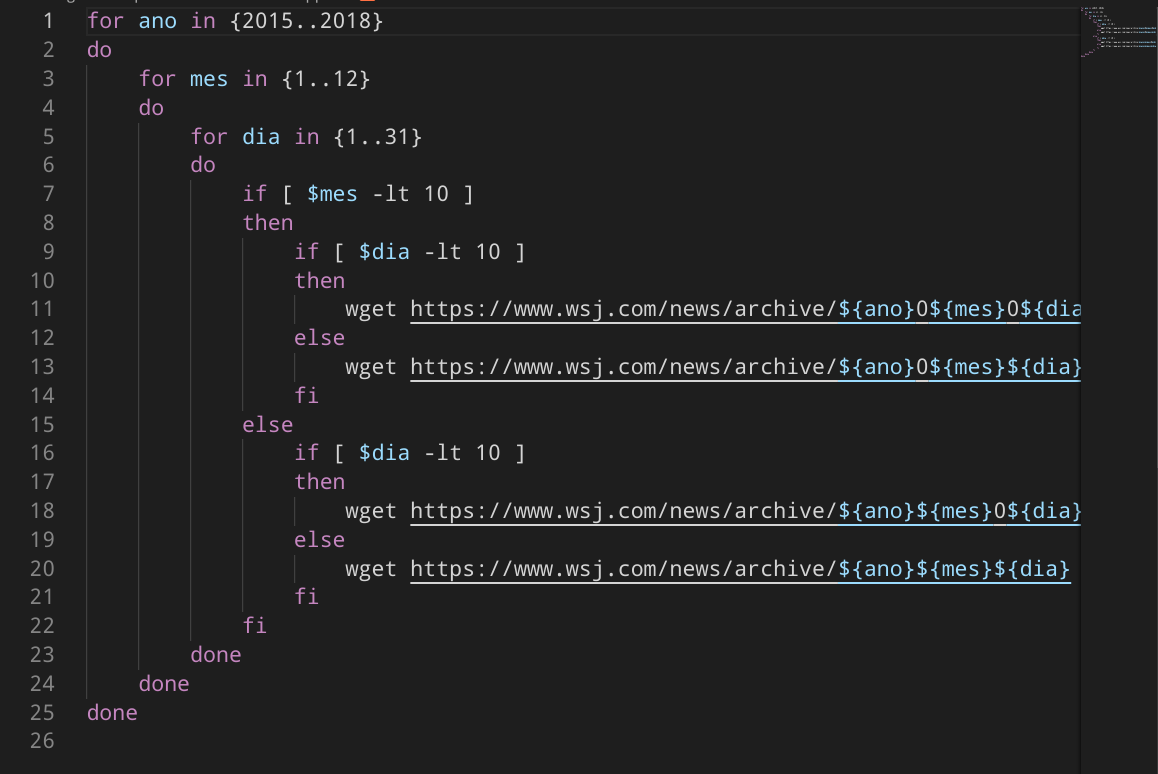 1 for ano in {2015..2018}
2 do
3     for mes in {1..12}
4     do
5         for dia in {1..31}
6         do
7             if [ $mes -lt 10 ]
8             then
9                 if [ $dia -lt 10 ]
10                 then
11                     wget https://www.wsj.com/news/archive/${ano}0${mes}0${dia
12                 else
13                     wget https://www.wsj.com/news/archive/${ano}0${mes}${dia}
14                 fi
15             else
16                 if [ $dia -lt 10 ]
17                 then
18                     wget https://www.wsj.com/news/archive/${ano}${mes}0${dia}
19                 else
20                     wget https://www.wsj.com/news/archive/${ano}${mes}${dia}
21                 fi
22             fi
23         done
24     done
25 done
26